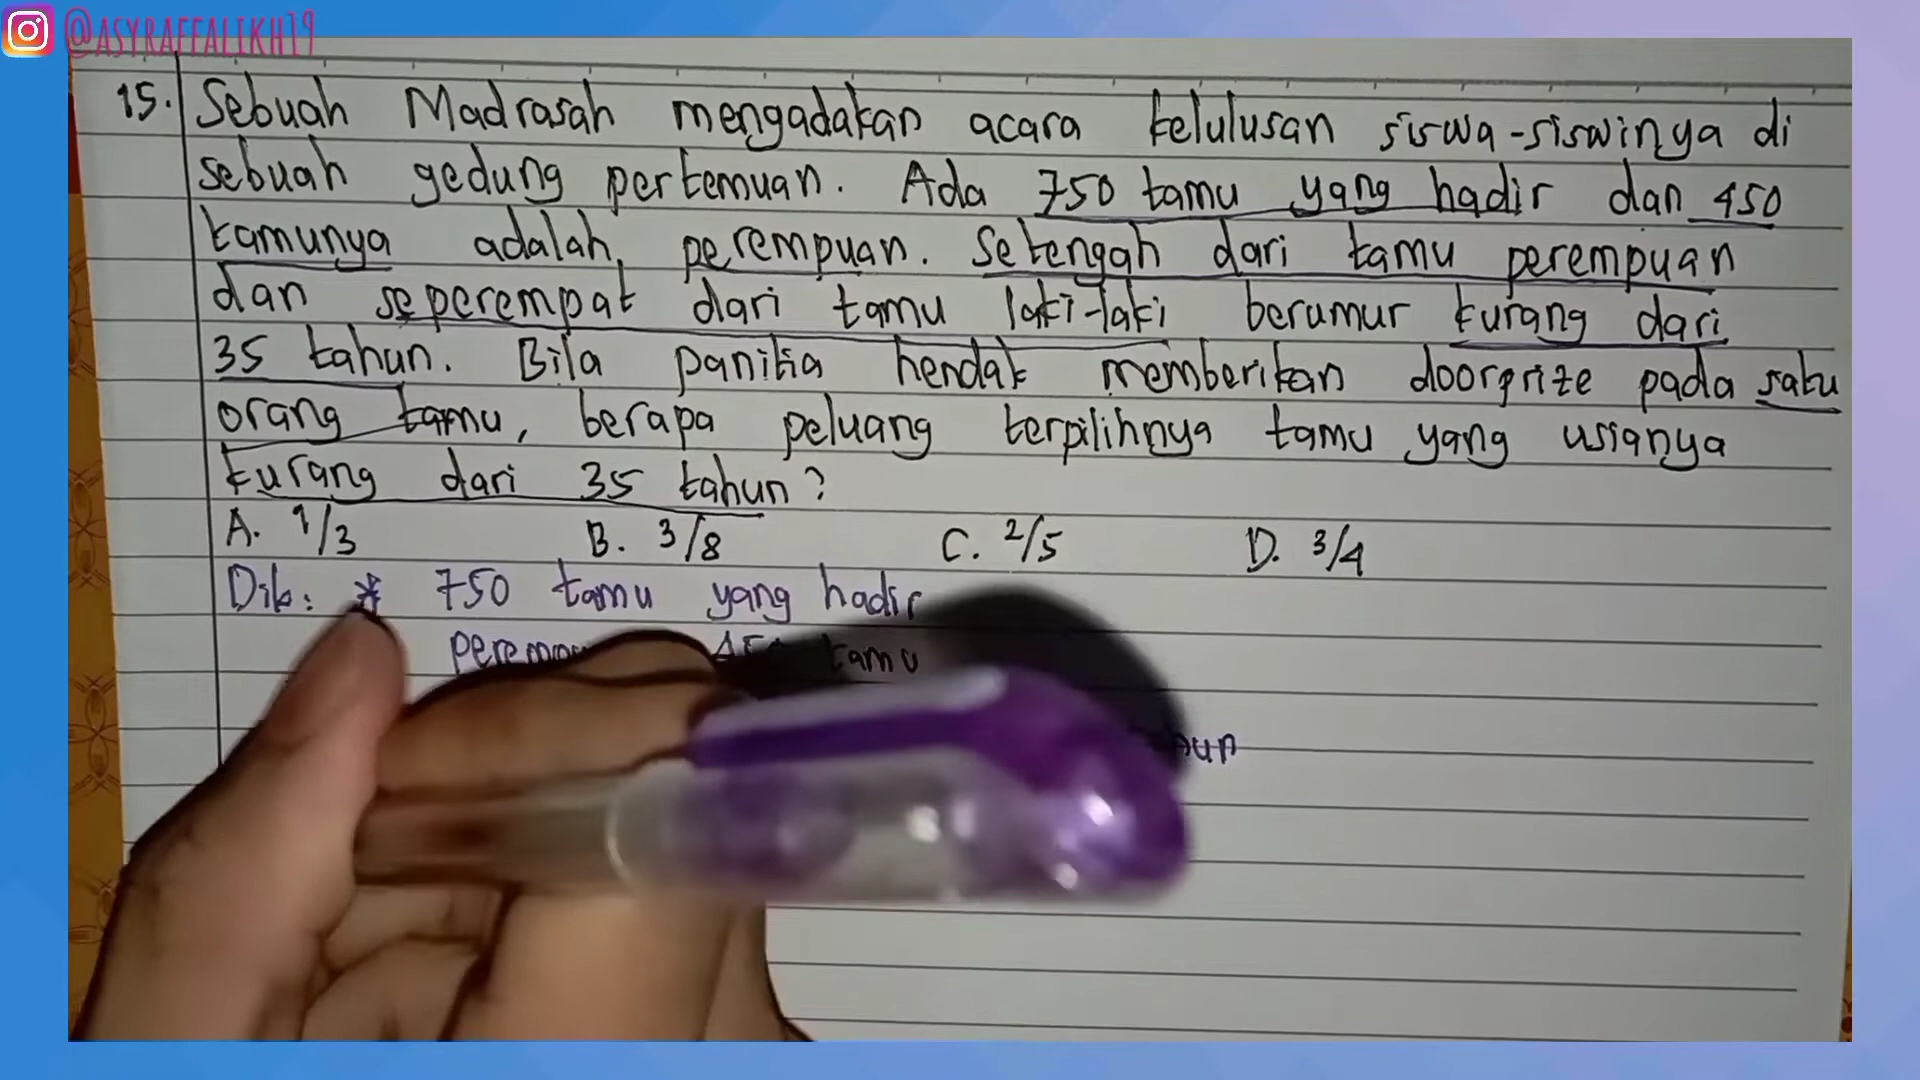 @ASYRAFFALIKH19
15. Sebuah Madrasah mengadakan acara kelulusan siswa-siswinya di
sebuah gedung pertemuan. Ada 750 tamu yang hadir dan 450
tamunya adalah perempuan. Setengah dari tamu perempuan
dan seperempat dari tamu laki-laki berumur kurang dari
35 tahun. Bila panitia hendak memberikan doorprize pada satu
orang tamu, berapa peluang terpilihnya tamu yang usianya
kurang dari 35 tahun?
A. 1/3 B. 3/8 C. 2/5 D. 3/4
Dik: * 750 tamu yang hadir
tamu